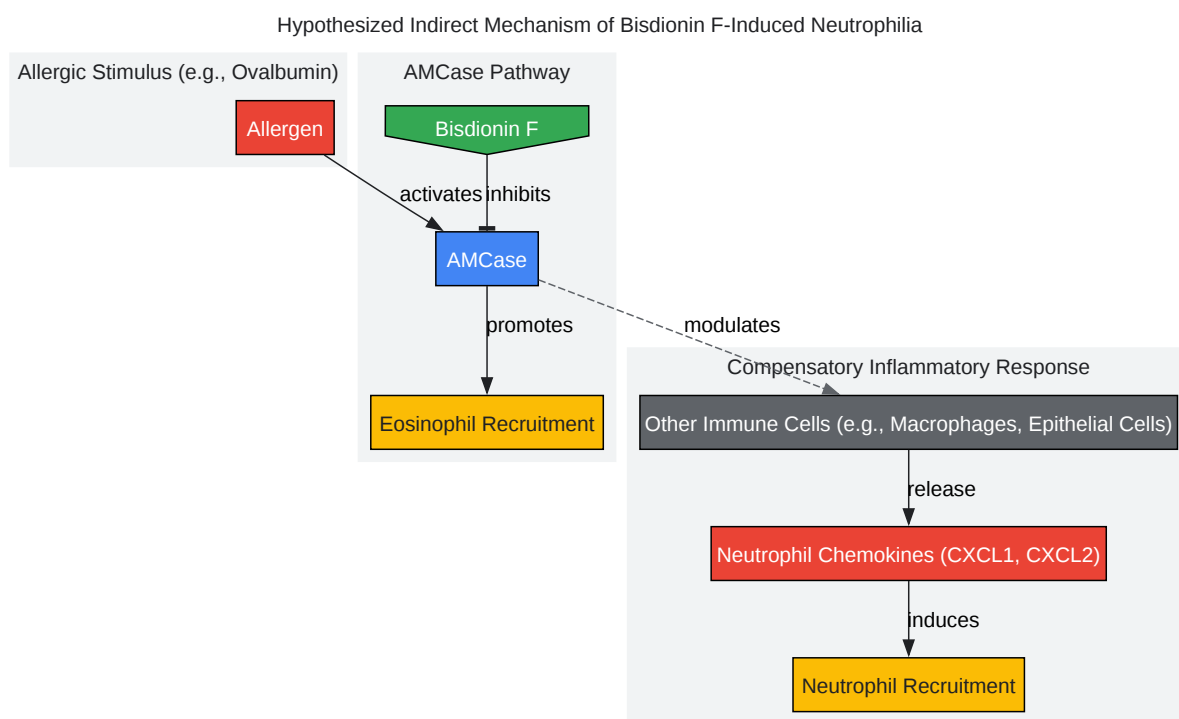 Hypothesized Indirect Mechanism of Bisdionin F-Induced Neutrophilia
Allergic Stimulus (e.g., Ovalbumin)
AMCase Pathway
Allergen
Bisdionin F
activates
inhibits
AMCase
promotes
modulates
Compensatory Inflammatory Response
Eosinophil Recruitment
Other Immune Cells (e.g., Macrophages, Epithelial Cells)
release
Neutrophil Chemokines (CXCL1, CXCL2)
induces
Neutrophil Recruitment